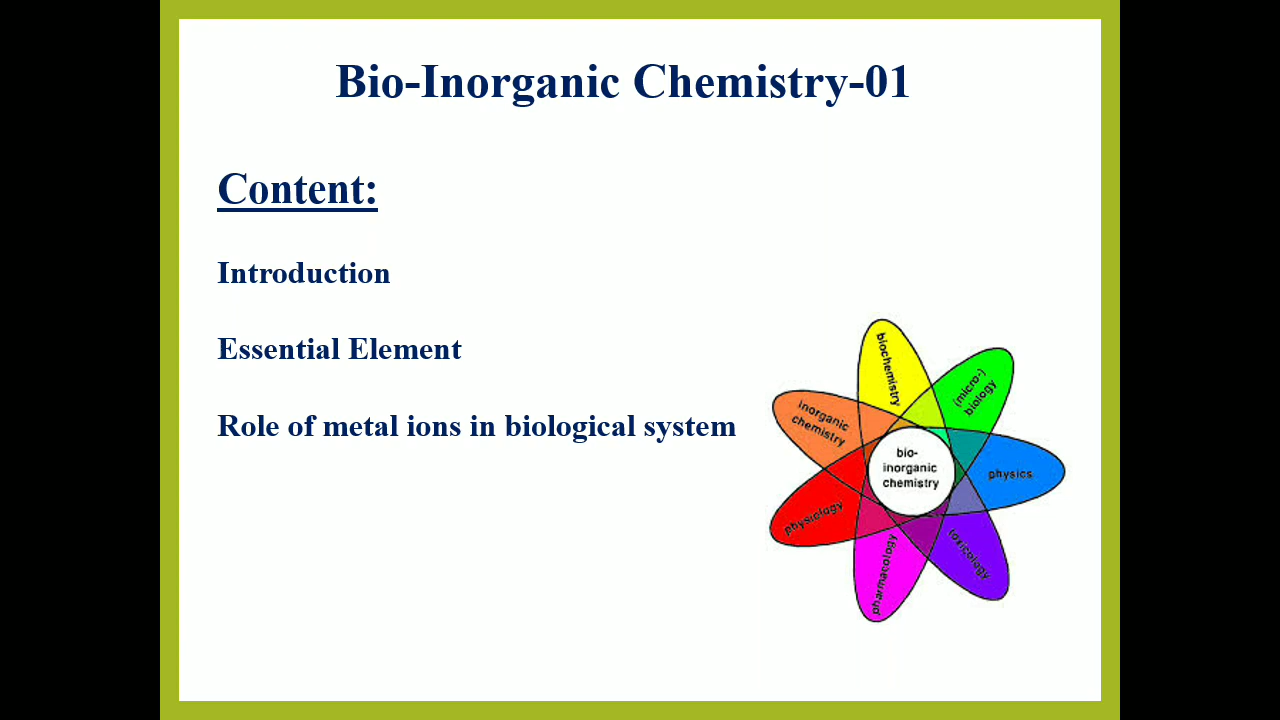 Bio-Inorganic Chemistry-01
Content:
Introduction
Essential Element
Role of metal ions in biological system
biochemistry
(micro-)
biology
inorganic
chemistry
bio-
inorganic
chemistry
physics
physiology
toxicology
pharmacology